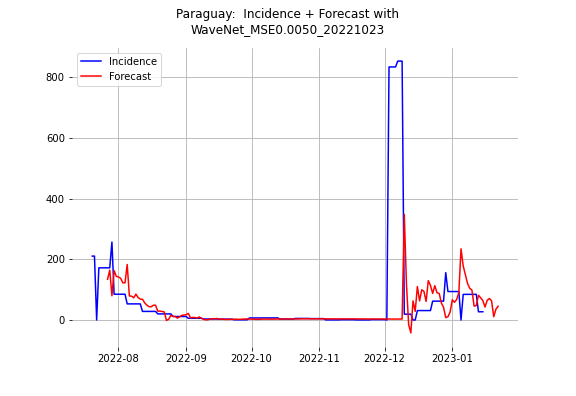 Paraguay:  Incidence + Forecast with
WaveNet_MSE0.0050_20221023
Incidence
Forecast
800
600
400
200
0
2022-08
2022-09
2022-10
2022-11
2022-12
2023-01